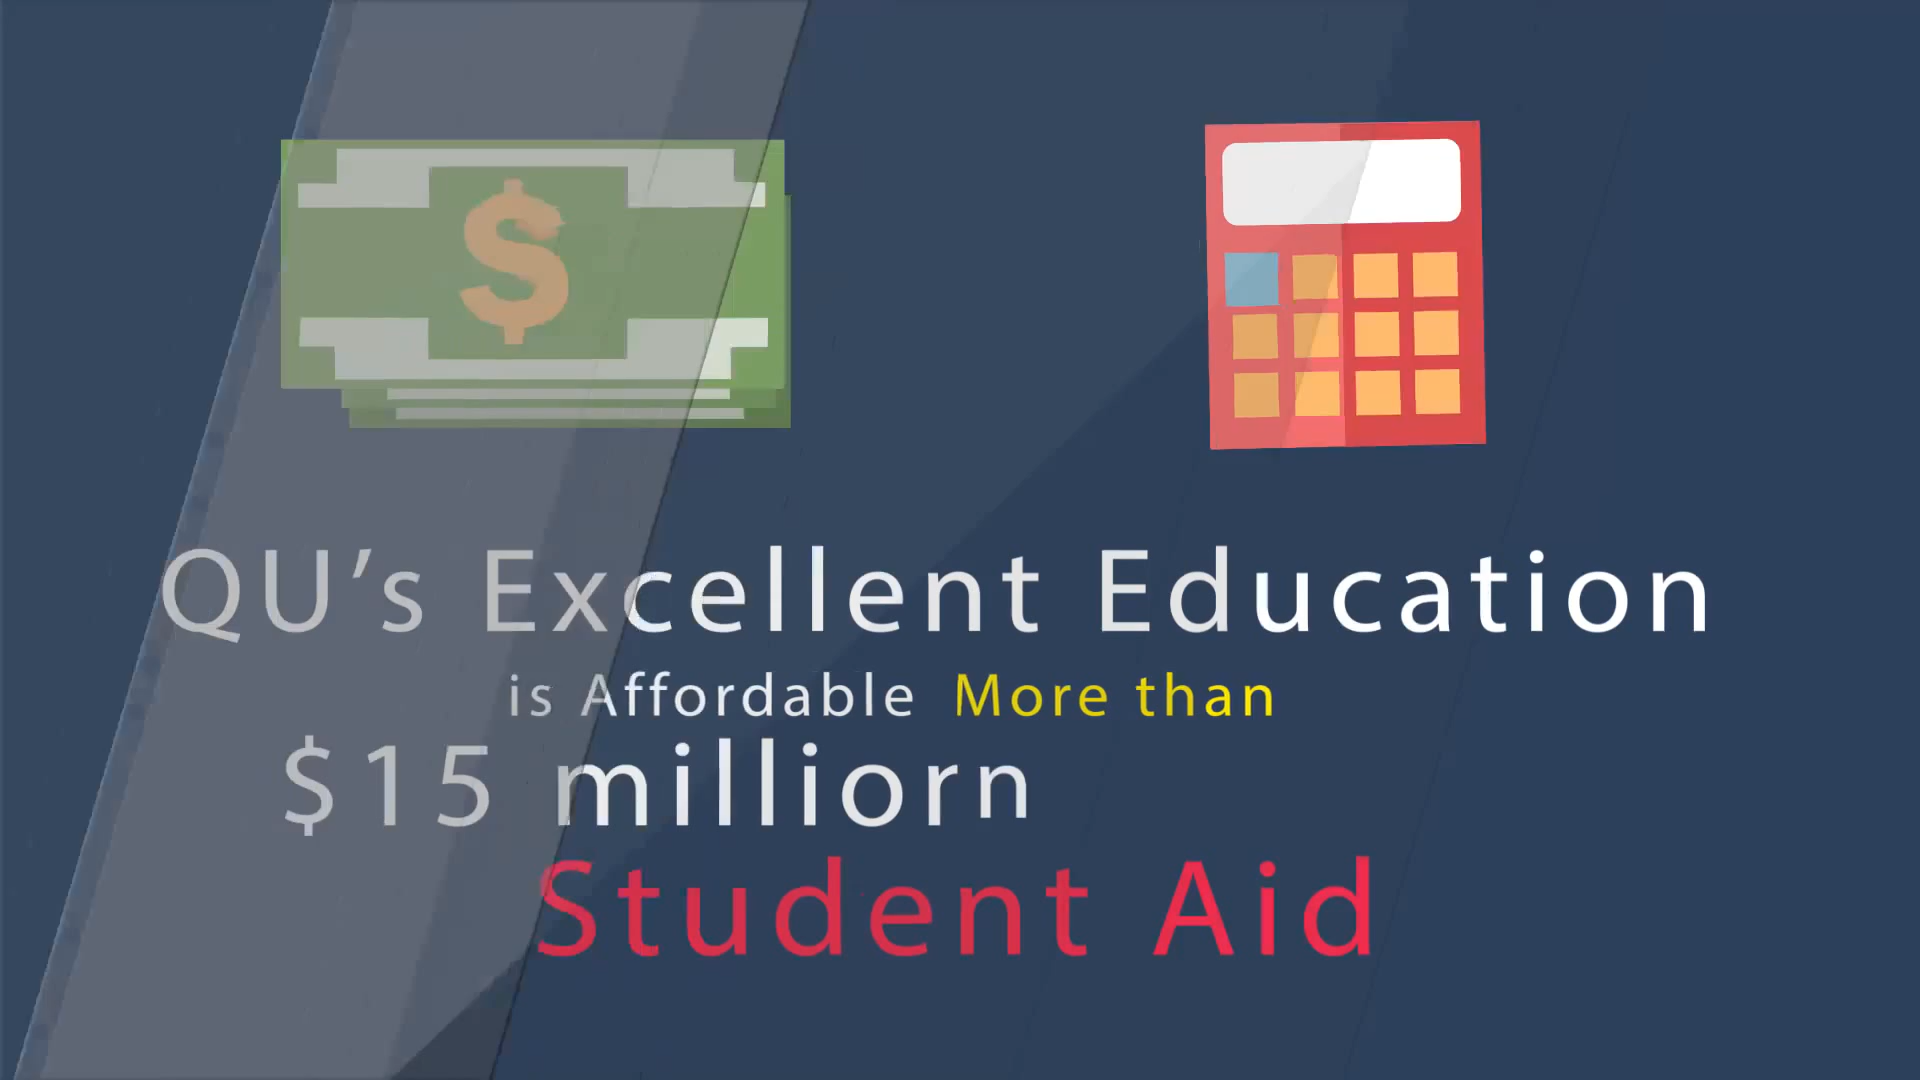 $
QU's Excellent Education
is Affordable More than
$15 milliorn
Student Aid